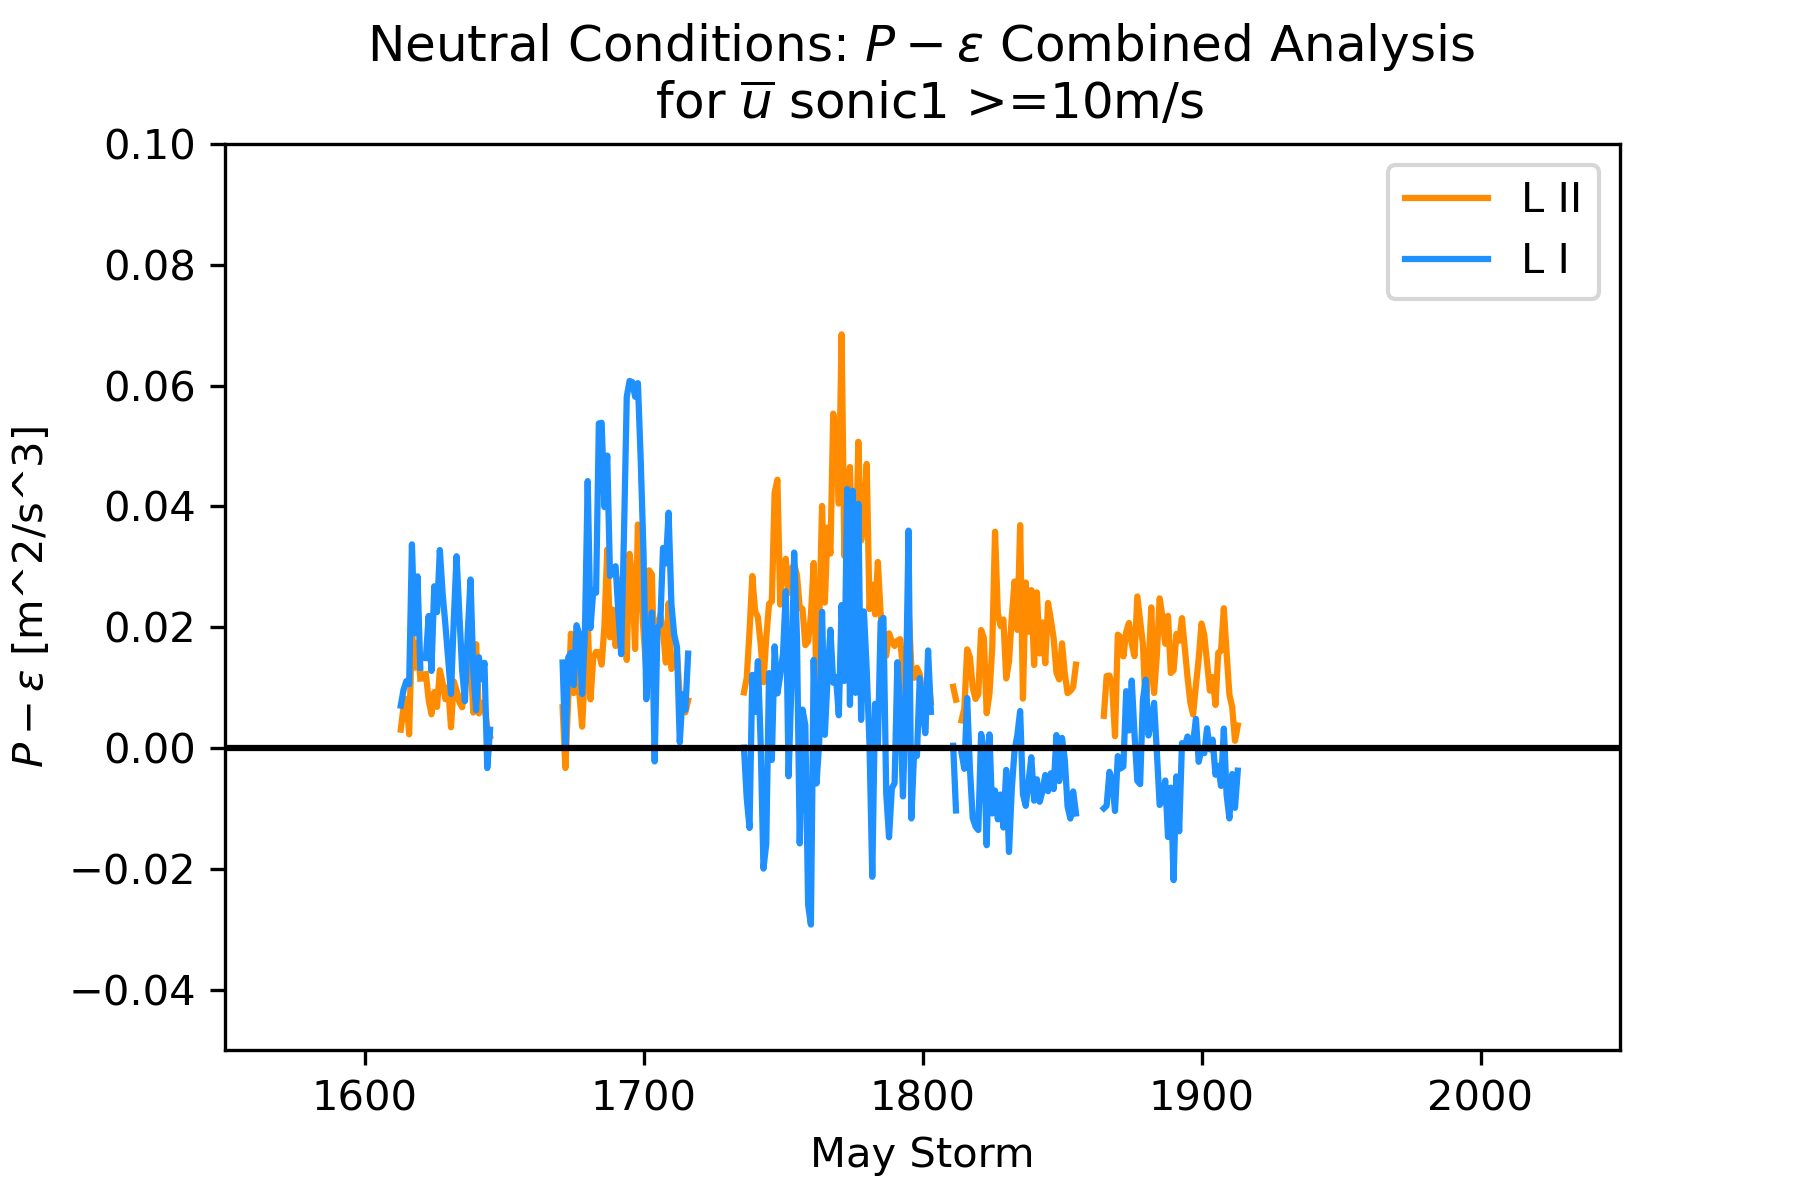 Neutral Conditions: P − ε Combined Analysis
for u̅ sonic1 >=10m/s
L II
L I
0.10
0.08
0.06
0.04
0.02
0.00
−0.02
−0.04
P − ε [m^2/s^3]
1600 1700 1800 1900 2000
May Storm